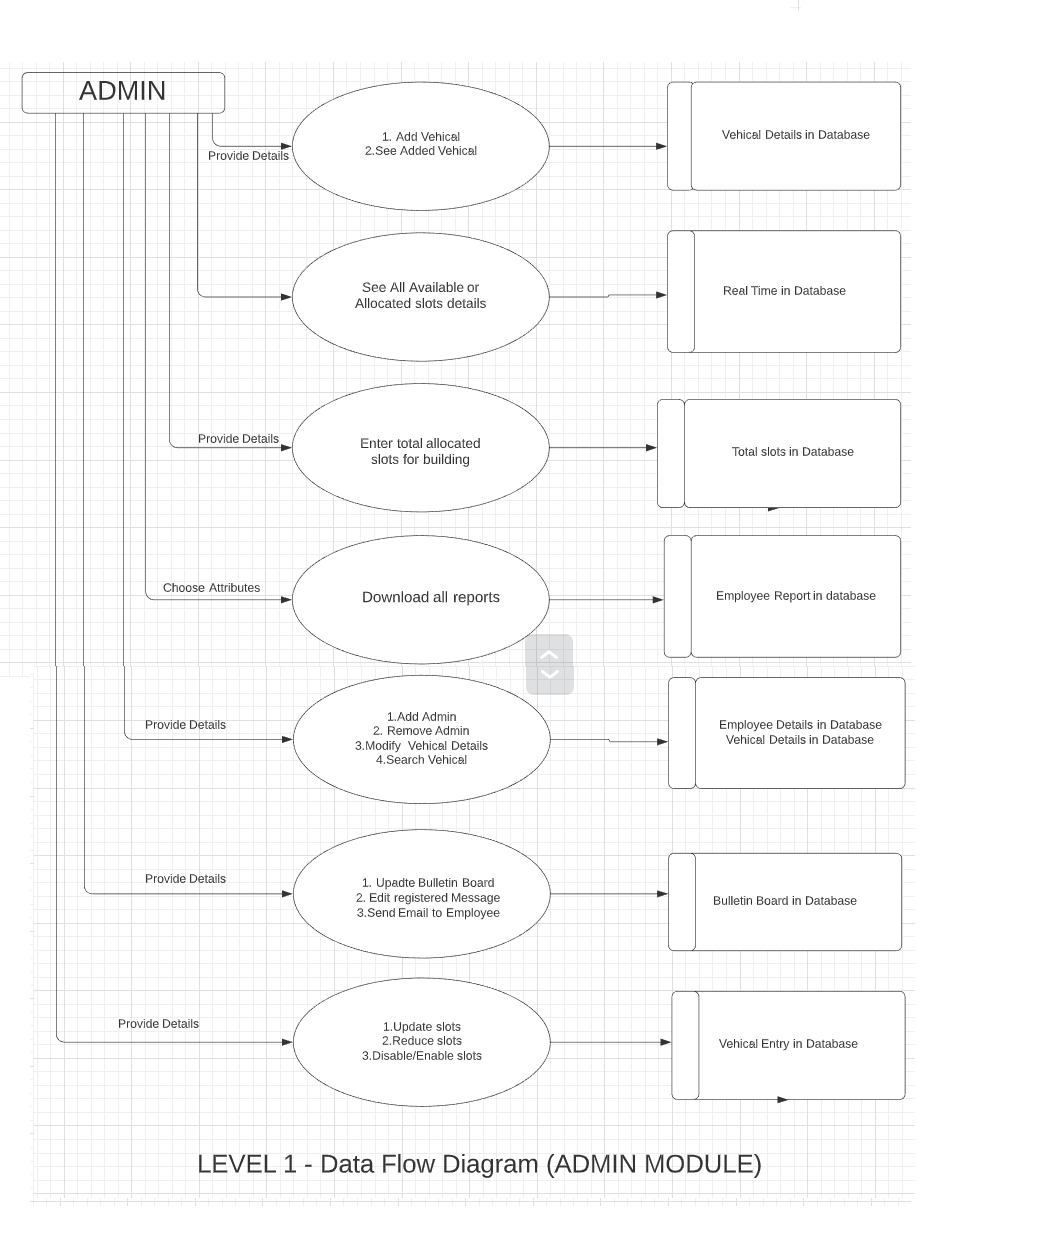 ADMIN
1. Add Vehical
2.See Added Vehical
Provide Details
Vehical Details in Database
See All Available or
Allocated slots details
Real Time in Database
Provide Details
Enter total allocated
slots for building
Total slots in Database
Choose Attributes
Download all reports
Employee Report in database
Provide Details
1.Add Admin
2. Remove Admin
3.Modify Vehical Details
4.Search Vehical
Employee Details in Database
Vehical Details in Database
Provide Details
1. Upadte Bulletin Board
2. Edit registered Message
3.Send Email to Employee
Bulletin Board in Database
Provide Details
1.Update slots
2.Reduce slots
3.Disable/Enable slots
Vehical Entry in Database
LEVEL 1 - Data Flow Diagram (ADMIN MODULE)